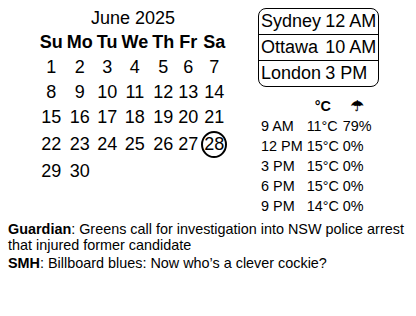 June 2025
Su Mo Tu We Th Fr Sa
1 2 3 4 5 6 7
8 9 10 11 12 13 14
15 16 17 18 19 20 21
22 23 24 25 26 27 28
29 30
Sydney 12 AM
Ottawa 10 AM
London 3 PM
°C ☂
9 AM 11°C 79%
12 PM 15°C 0%
3 PM 15°C 0%
6 PM 15°C 0%
9 PM 14°C 0%
Guardian: Greens call for investigation into NSW police arrest
that injured former candidate
SMH: Billboard blues: Now who’s a clever cockie?